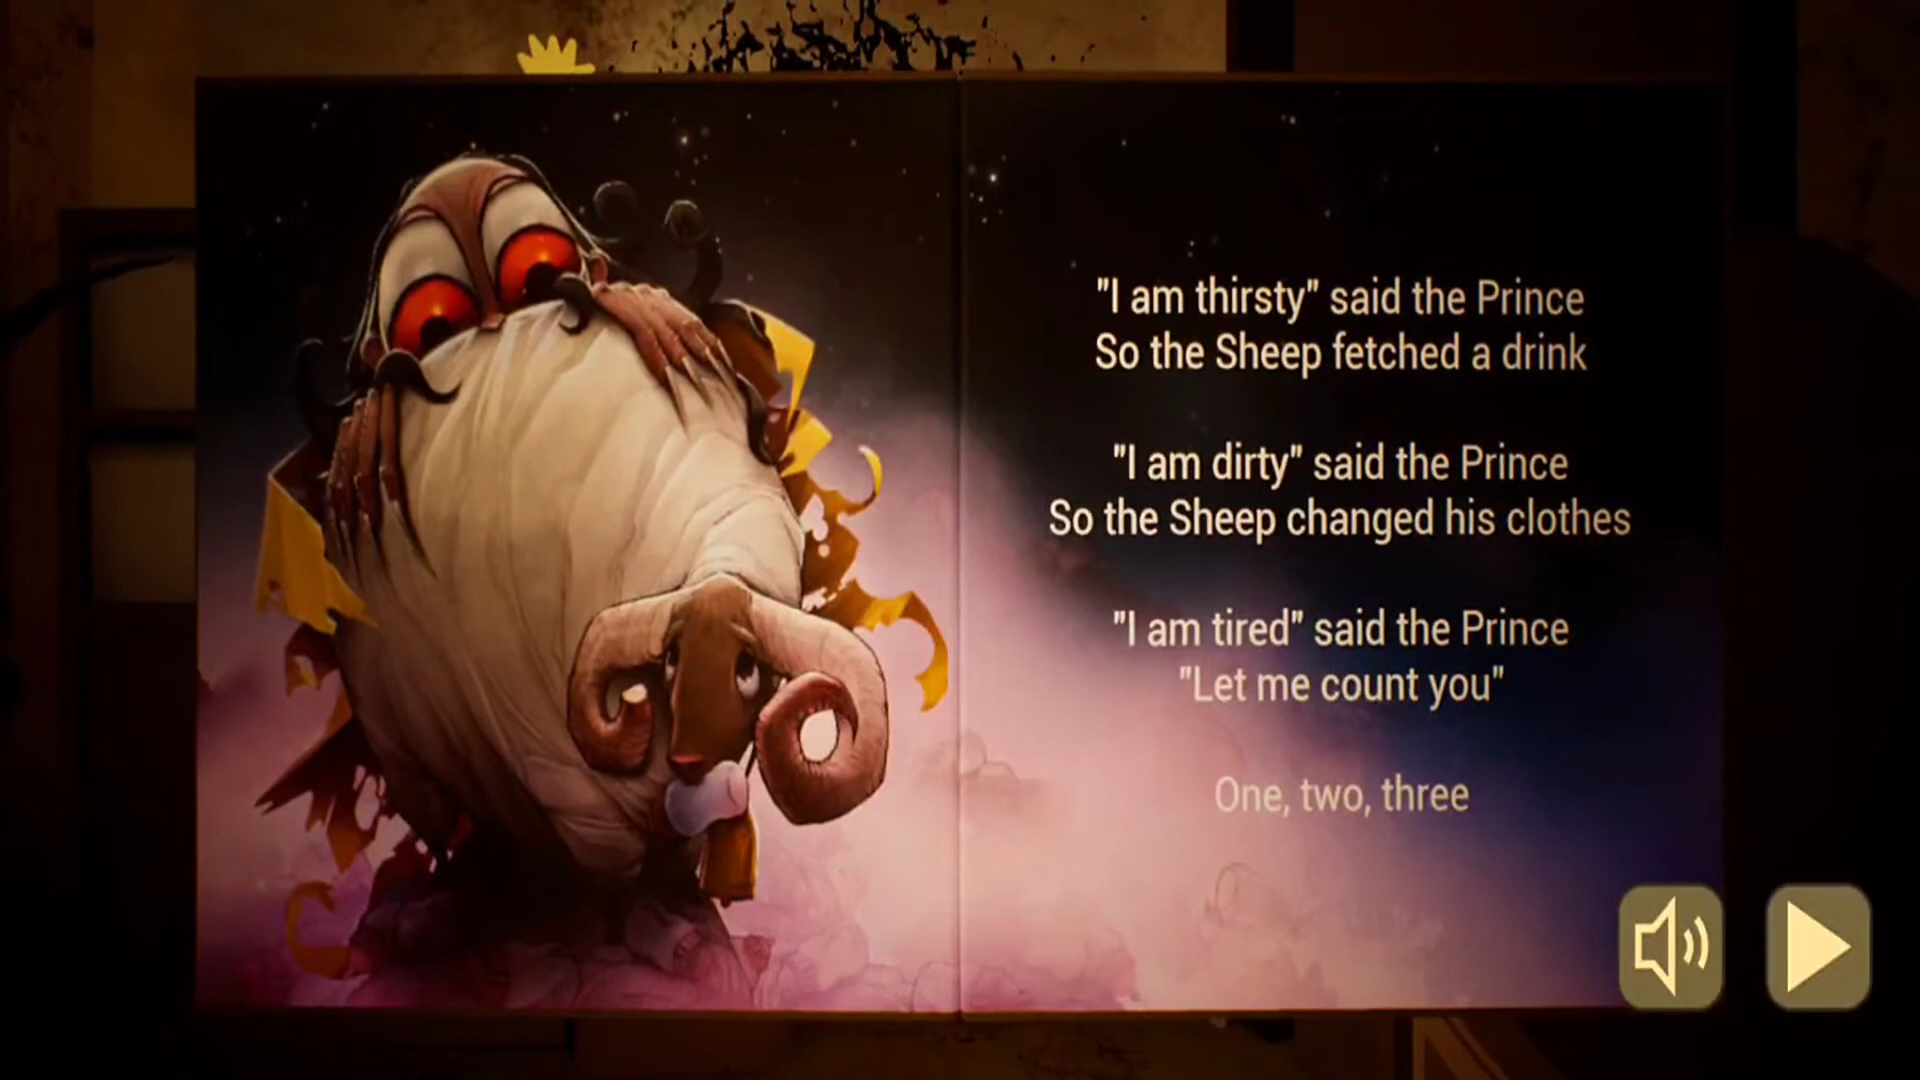 "I am thirsty" said the Prince
So the Sheep fetched a drink
"I am dirty" said the Prince
So the Sheep changed his clothes
"I am tired" said the Prince
"Let me count you"
One, two, three